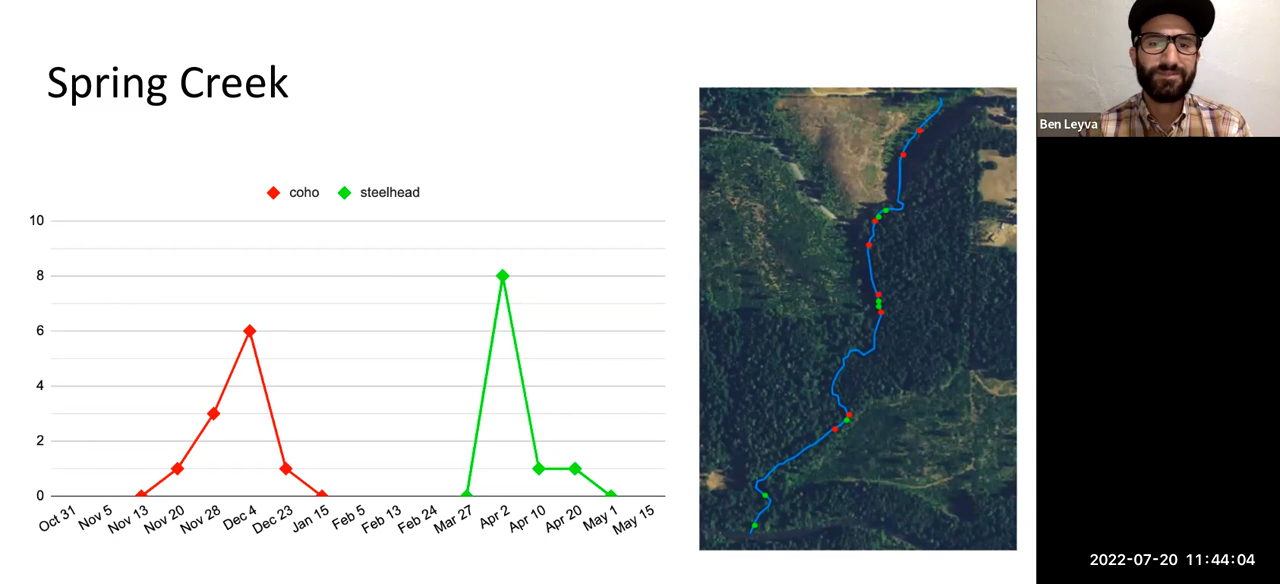 Spring Creek
coho steelhead
10
8
6
4
2
0
Oct 31 Nov 5 Nov 13 Nov 20 Nov 28 Dec 4 Dec 23 Jan 15 Feb 5 Feb 13 Feb 24 Mar 27 Apr 2 Apr 10 Apr 20 May 1 May 15
Ben Leyva
2022-07-20 11:44:04